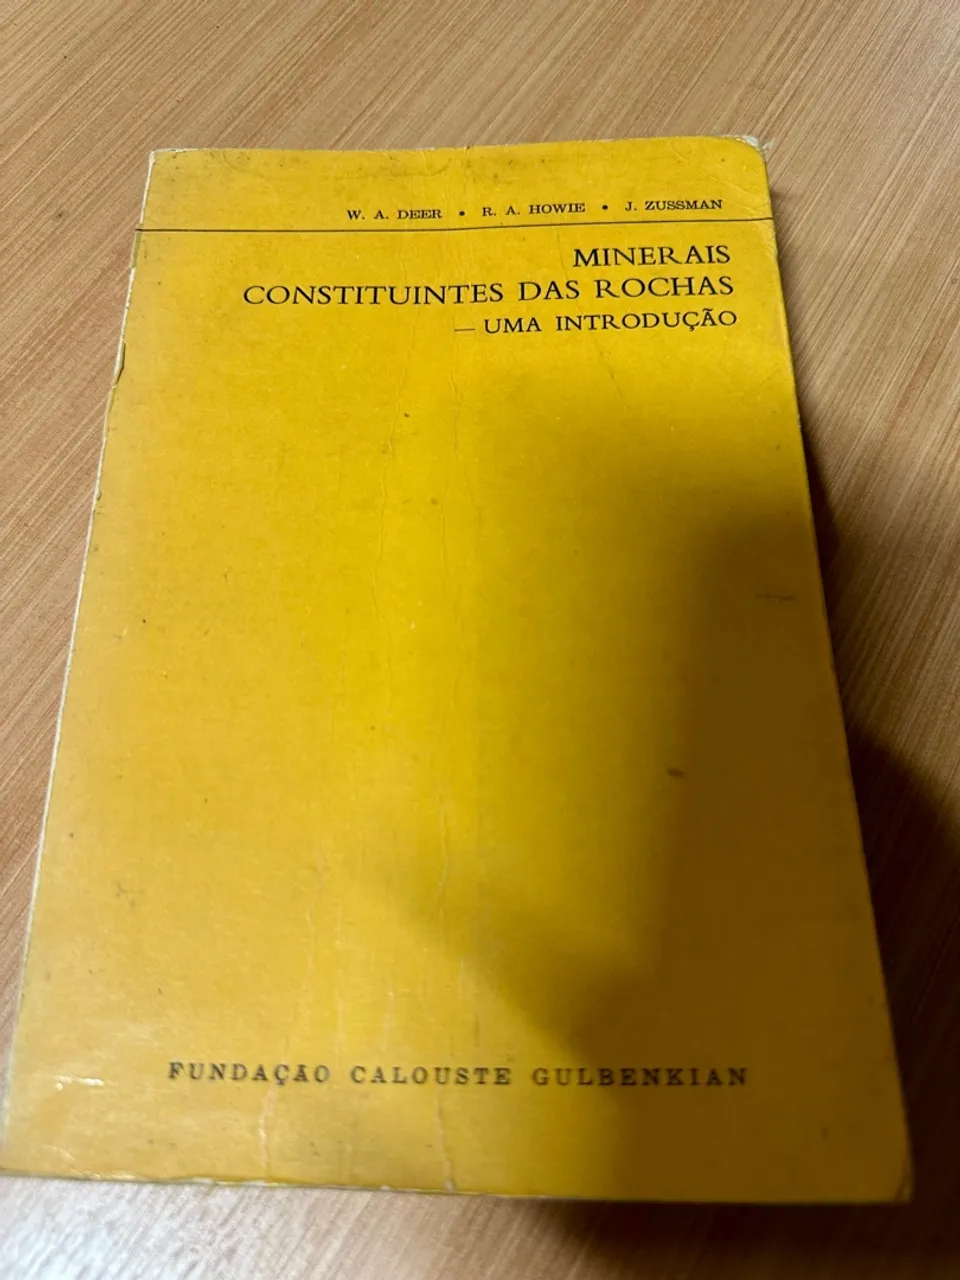 W. A. DEER • R. A. HOWIE • J. ZUSSMAN
MINERAIS
CONSTITUINTES DAS ROCHAS
— UMA INTRODUÇÃO
FUNDAÇÃO CALOUSTE GULBENKIAN